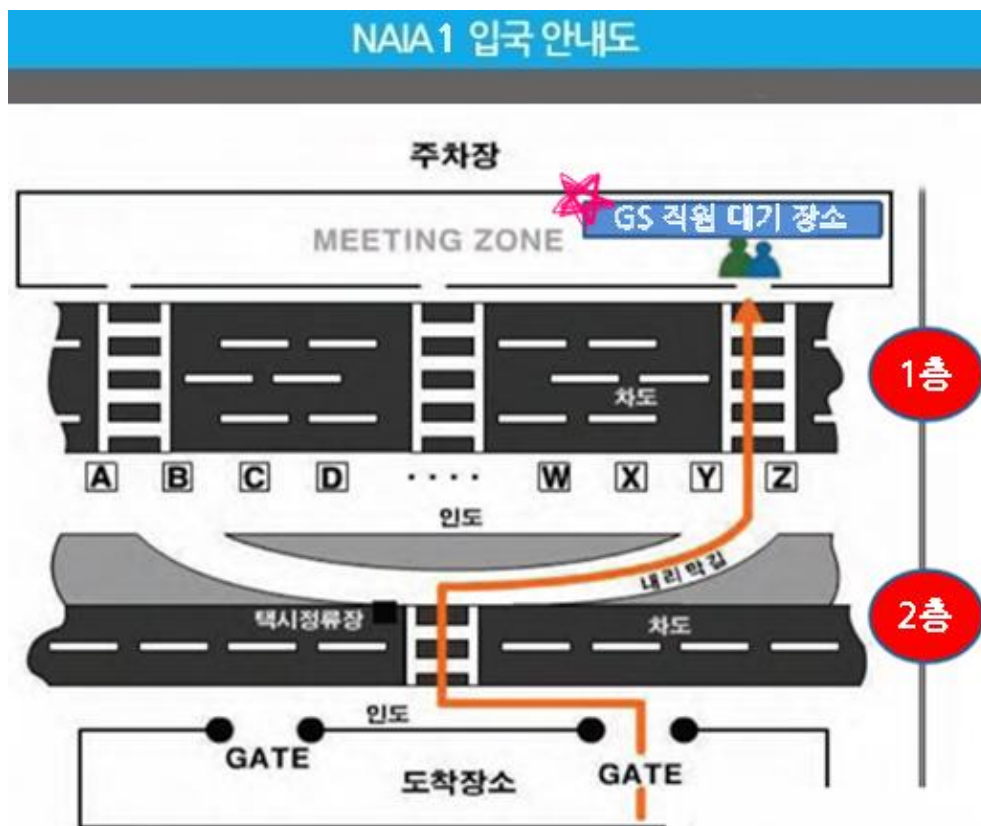 NAIA1 입국 안내도
주차장
GS 직원 대기 장소
MEETING ZONE
1층
차도
A B C D ···· W X Y Z
인도
내리막길
2층
택시정류장
차도
인도
GATE
GATE
도착장소